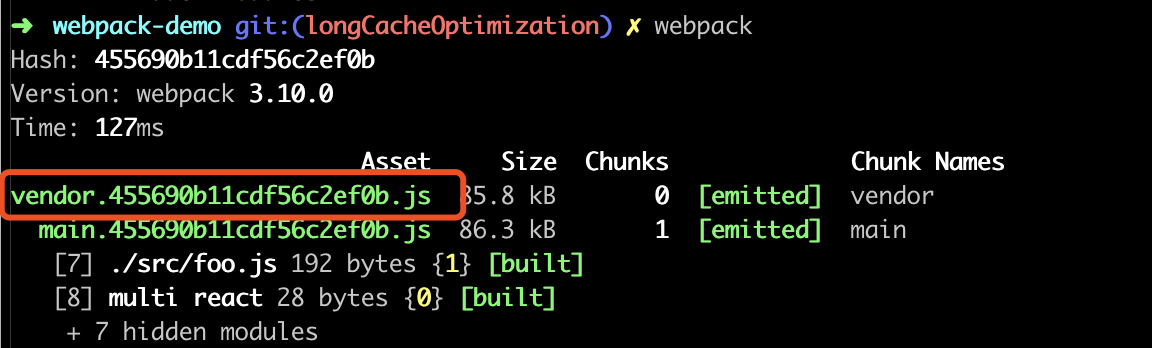 ➜ webpack-demo git:(longCacheOptimization) ✗ webpack
Hash: 455690b11cdf56c2ef0b
Version: webpack 3.10.0
Time: 127ms
Asset Size Chunks Chunk Names
vendor.455690b11cdf56c2ef0b.js 85.8 kB 0 [emitted] vendor
main.455690b11cdf56c2ef0b.js 86.3 kB 1 [emitted] main
[7] ./src/foo.js 192 bytes {1} [built]
[8] multi react 28 bytes {0} [built]
+ 7 hidden modules